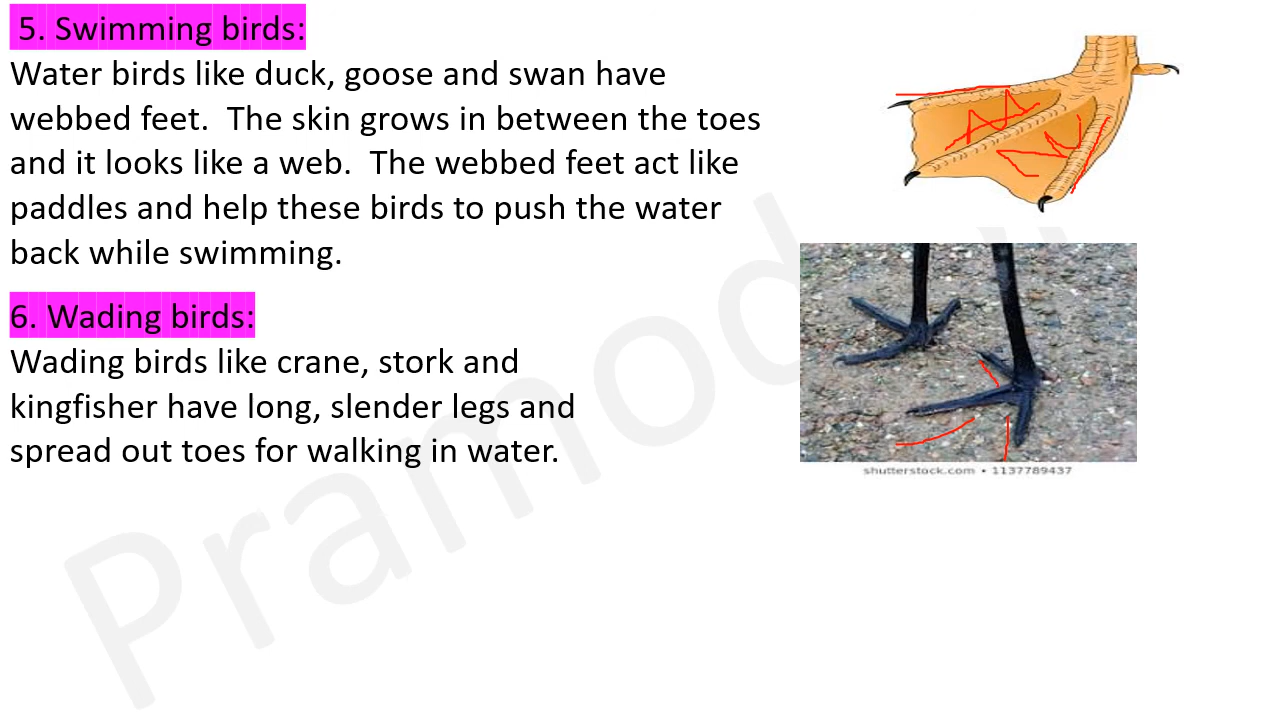 5. Swimming birds:
Water birds like duck, goose and swan have
webbed feet.  The skin grows in between the toes
and it looks like a web.  The webbed feet act like
paddles and help these birds to push the water
back while swimming.
6. Wading birds:
Wading birds like crane, stork and
kingfisher have long, slender legs and
spread out toes for walking in water.
shutterstock.com • 1137789437
Pramod